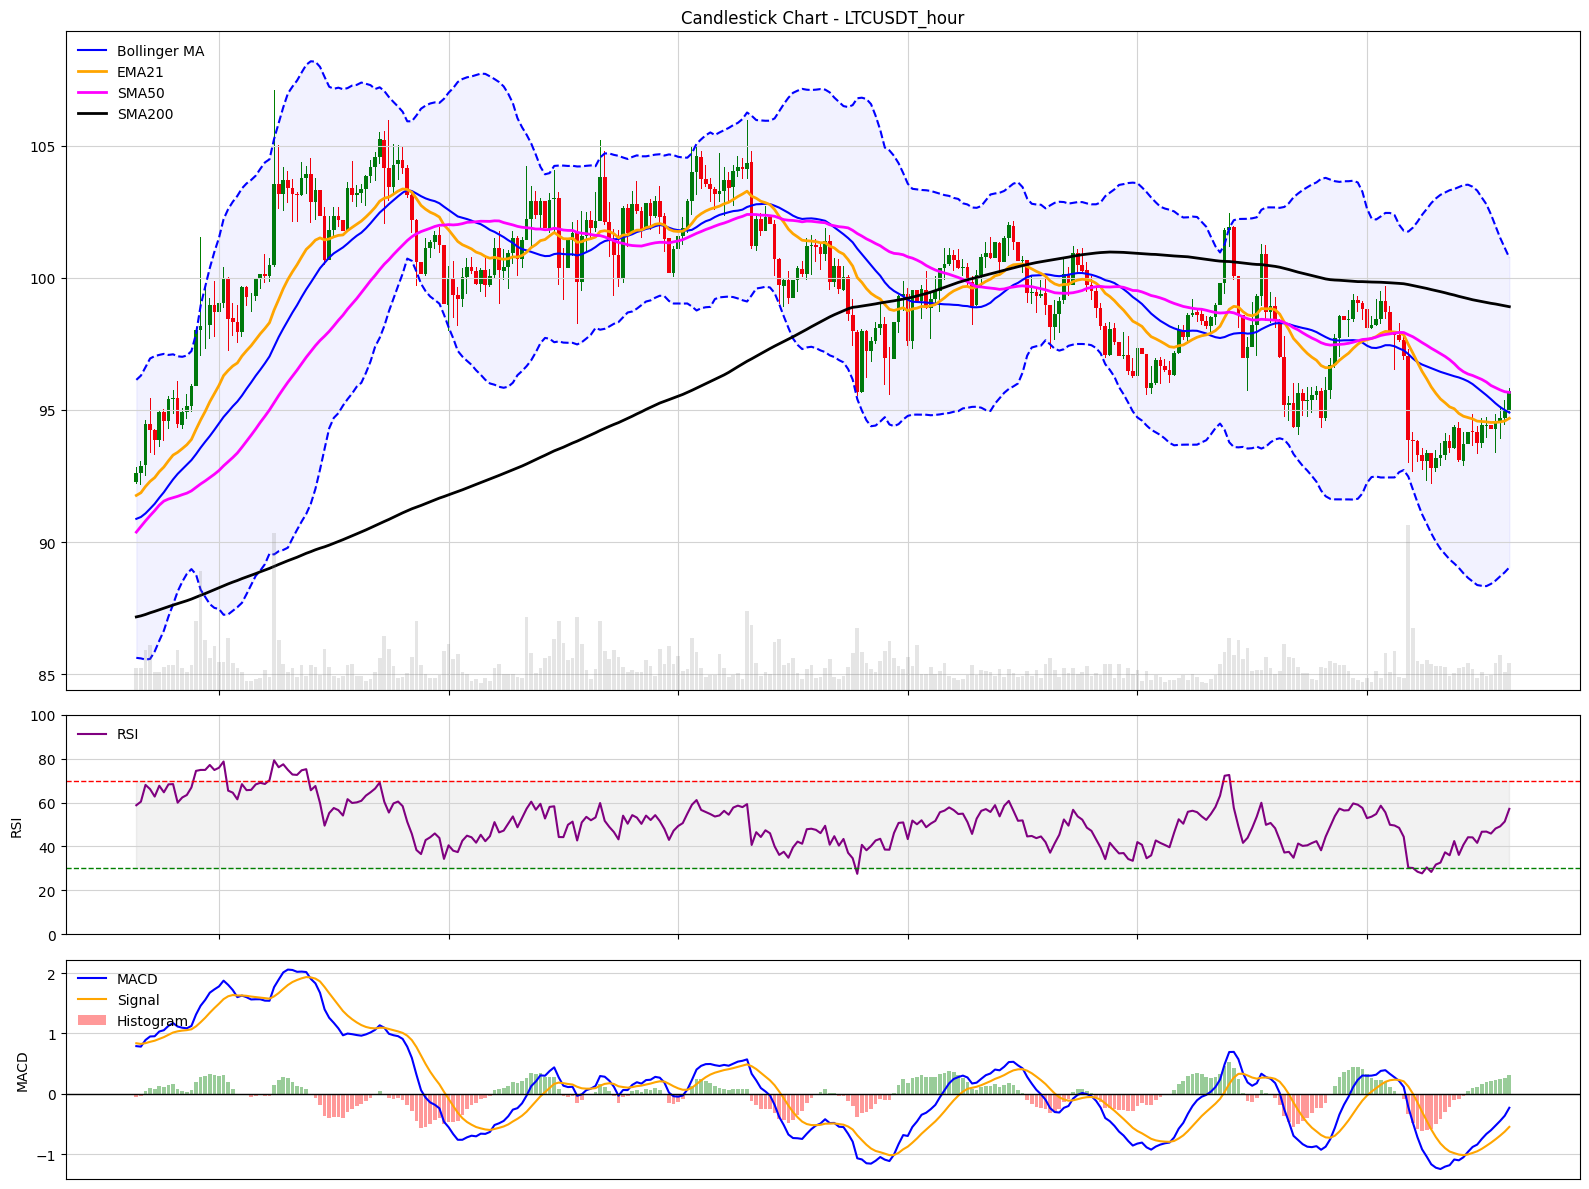 Candlestick Chart - LTCUSDT_hour
Bollinger MA
EMA21
SMA50
SMA200
105
100
95
90
85
100
80
60
40
20
0
RSI
RSI
2
1
0
−1
MACD
MACD
Signal
Histogram